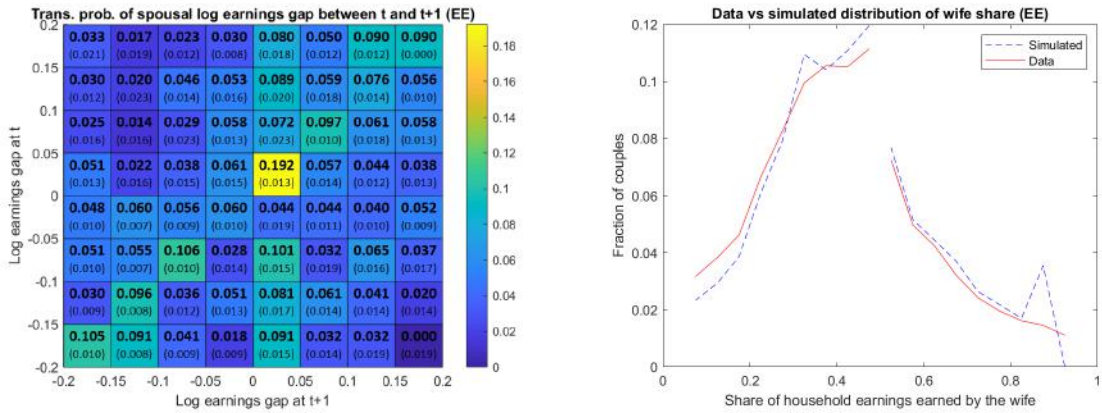 Trans. prob. of spousal log earnings gap between t and t+1 (EE)
0.2
0.033 0.017 0.023 0.030 0.080 0.050 0.090 0.090
(0.021) (0.019) (0.012) (0.008) (0.018) (0.012) (0.012) (0.000)
0.15
0.030 0.020 0.046 0.053 0.089 0.059 0.076 0.056
(0.012) (0.023) (0.014) (0.016) (0.020) (0.018) (0.014) (0.010)
0.1
0.025 0.014 0.029 0.058 0.072 0.097 0.061 0.058
(0.016) (0.016) (0.023) (0.013) (0.023) (0.010) (0.018) (0.013)
0.05
0.051 0.022 0.038 0.061 0.192 0.057 0.044 0.038
(0.013) (0.016) (0.015) (0.015) (0.013) (0.014) (0.012) (0.013)
0
0.048 0.060 0.056 0.060 0.044 0.044 0.040 0.052
(0.010) (0.007) (0.009) (0.010) (0.019) (0.011) (0.010) (0.009)
-0.05
0.051 0.055 0.106 0.028 0.101 0.032 0.065 0.037
(0.010) (0.007) (0.010) (0.014) (0.015) (0.019) (0.016) (0.017)
-0.1
0.030 0.096 0.036 0.051 0.081 0.061 0.041 0.020
(0.009) (0.008) (0.012) (0.013) (0.017) (0.014) (0.014) (0.014)
-0.15
0.105 0.091 0.041 0.018 0.091 0.032 0.032 0.000
(0.010) (0.008) (0.009) (0.009) (0.015) (0.014) (0.019) (0.019)
-0.2
-0.2 -0.15 -0.1 -0.05 0 0.05 0.1 0.15 0.2
Log earnings gap at t+1
Log earnings gap at t
0.18
0.16
0.14
0.12
0.1
0.08
0.06
0.04
0.02
0
Data vs simulated distribution of wife share (EE)
Simulated
Data
0.12
0.1
0.08
0.06
0.04
0.02
0
Fraction of couples
0 0.2 0.4 0.6 0.8 1
Share of household earnings earned by the wife